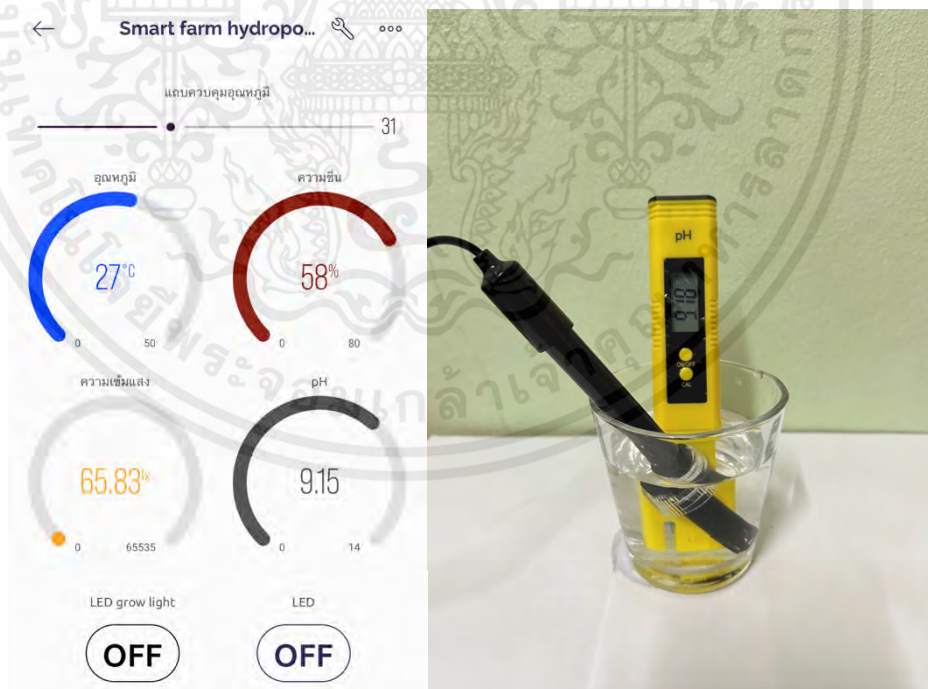 Smart farm hydropo...
แถบควบคุมอุณหภูมิ
31
อุณหภูมิ
ความชื้น
27°C
58%
0
50
0
80
ความเข้มแสง
pH
65.83lx
9.15
0
65535
0
14
LED grow light
LED
OFF
OFF
pH
9.18
ON/OFF
CAL